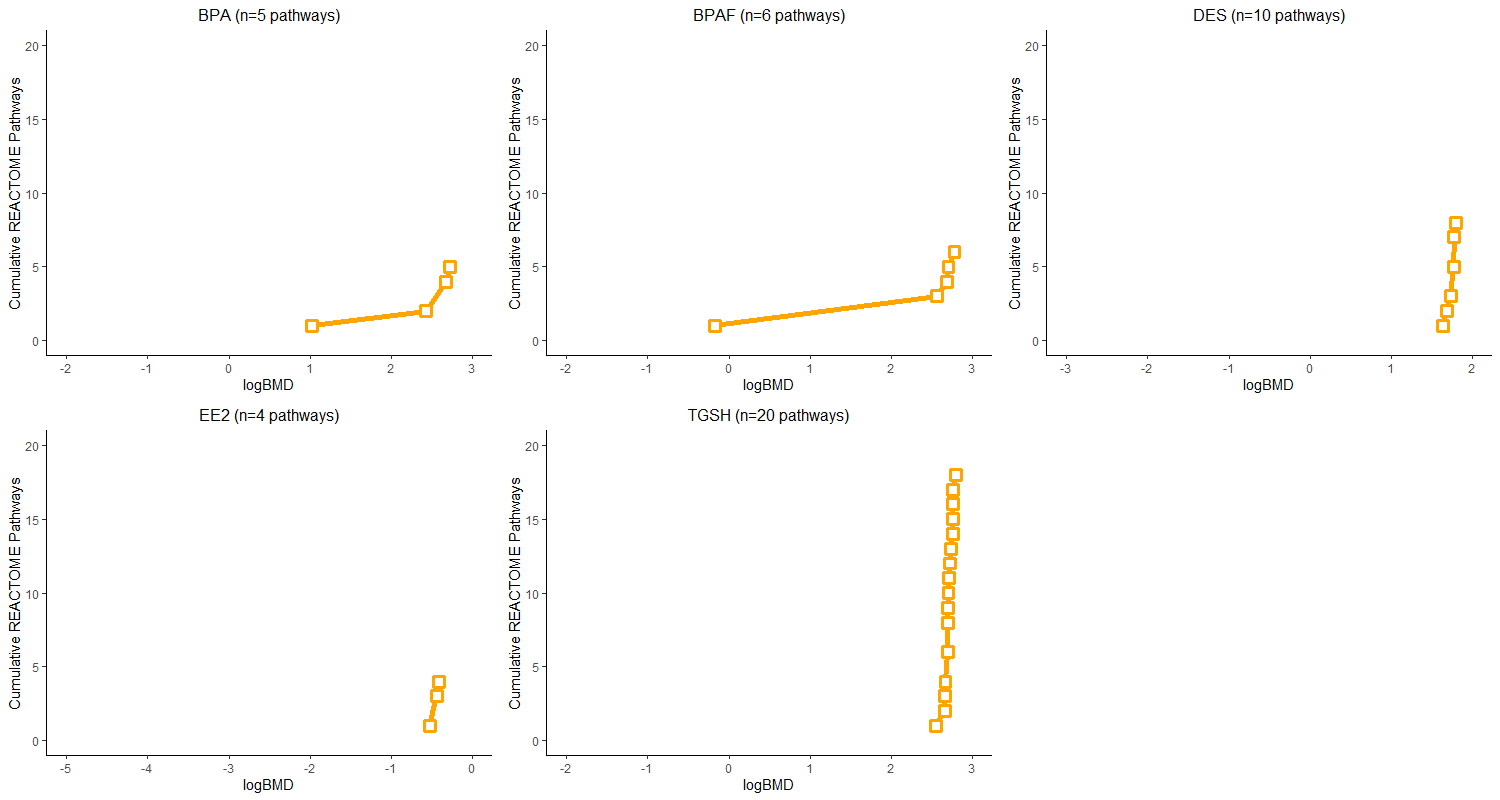 BPA (n=5 pathways)
Cumulative REACTOME Pathways
20
15
10
5
0
-2 -1 0 1 2 3
logBMD
BPAF (n=6 pathways)
Cumulative REACTOME Pathways
20
15
10
5
0
-2 -1 0 1 2 3
logBMD
DES (n=10 pathways)
Cumulative REACTOME Pathways
20
15
10
5
0
-3 -2 -1 0 1 2
logBMD
EE2 (n=4 pathways)
Cumulative REACTOME Pathways
20
15
10
5
0
-5 -4 -3 -2 -1 0
logBMD
TGSH (n=20 pathways)
Cumulative REACTOME Pathways
20
15
10
5
0
-2 -1 0 1 2 3
logBMD